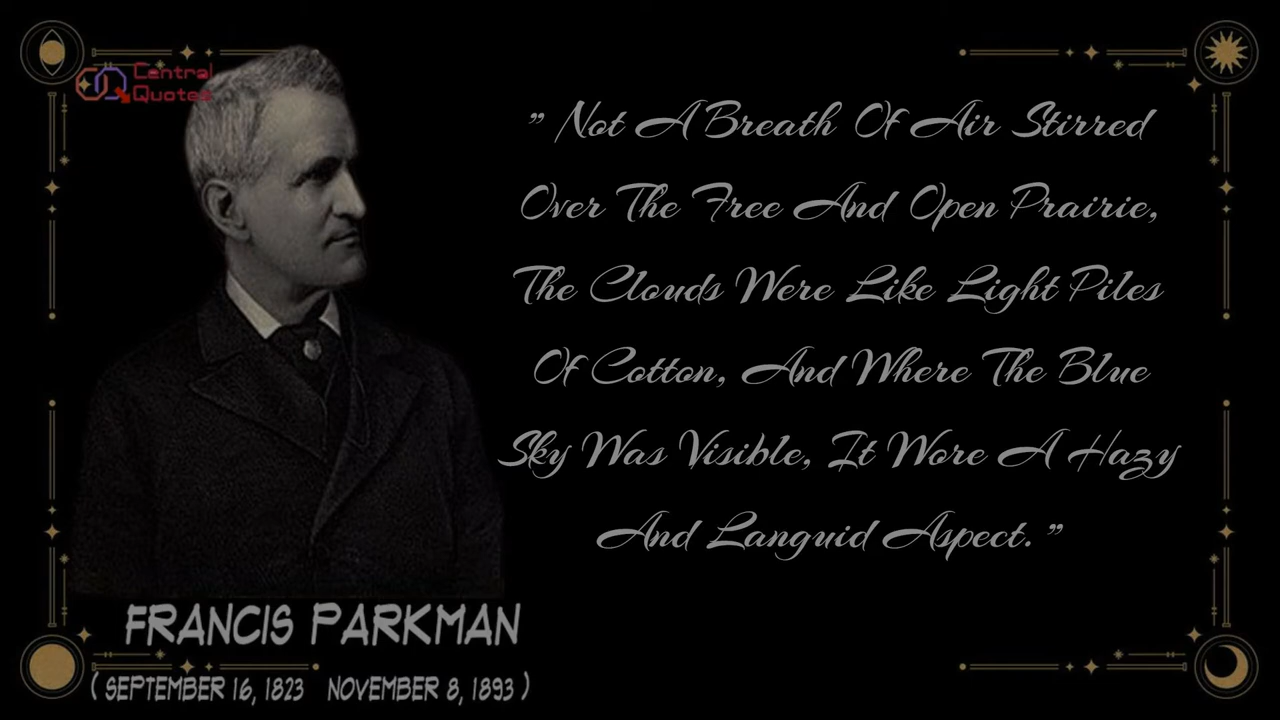 Central
Quotes
” Not A Breath Of Air Stirred
Over The Free And Open Prairie,
The Clouds Were Like Light Piles
Of Cotton, And Where The Blue
Sky Was Visible, It Wore A Hazy
And Languid Aspect. ”
FRANCIS PARKMAN
( SEPTEMBER 16, 1823 NOVEMBER 8, 1893 )